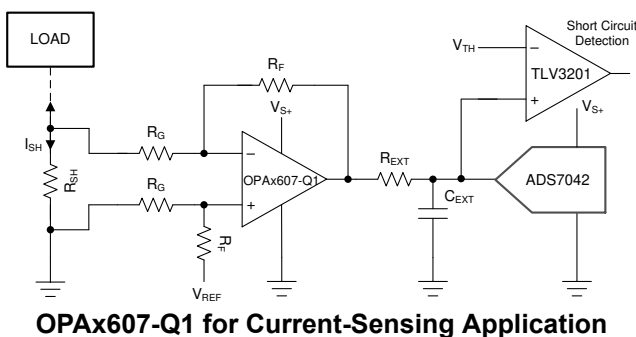 LOAD
Short Circuit
Detection
V_TH
−
TLV3201
+
R_F
V_S+
V_S+
I_SH
R_G
−
R_EXT
OPAx607-Q1
ADS7042
R_SH
R_G
+
C_EXT
R_F
V_REF
OPAx607-Q1 for Current-Sensing Application